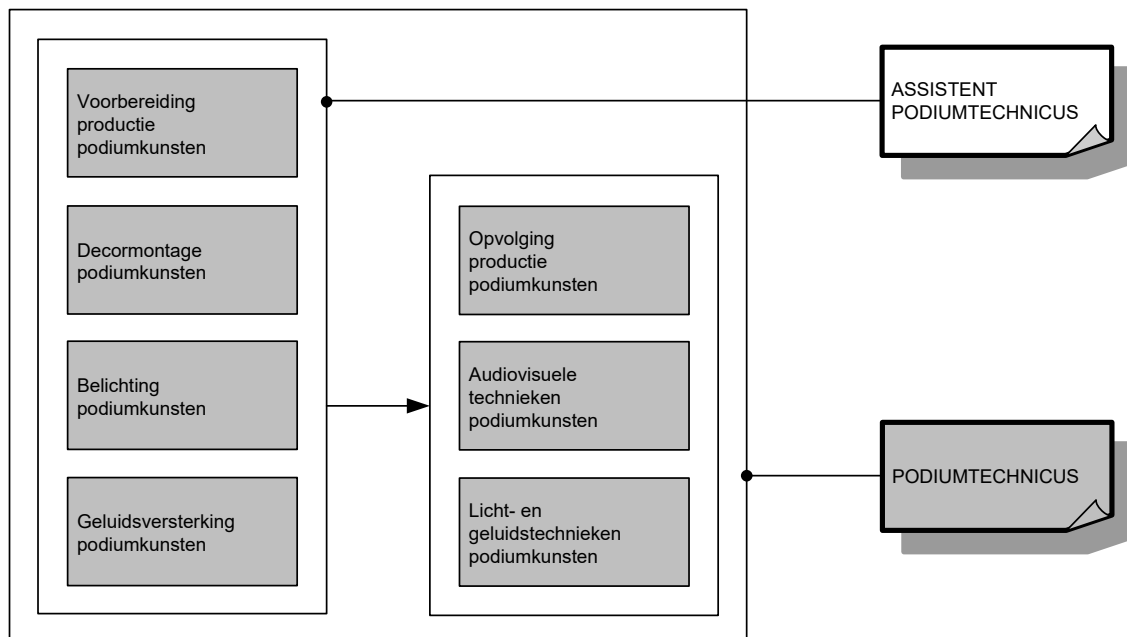 Voorbereiding
productie
podiumkunsten
Decormontage
podiumkunsten
Belichting
podiumkunsten
Geluidsversterking
podiumkunsten
Opvolging
productie
podiumkunsten
Audiovisuele
technieken
podiumkunsten
Licht- en
geluidstechnieken
podiumkunsten
ASSISTENT
PODIUMTECHNICUS
PODIUMTECHNICUS